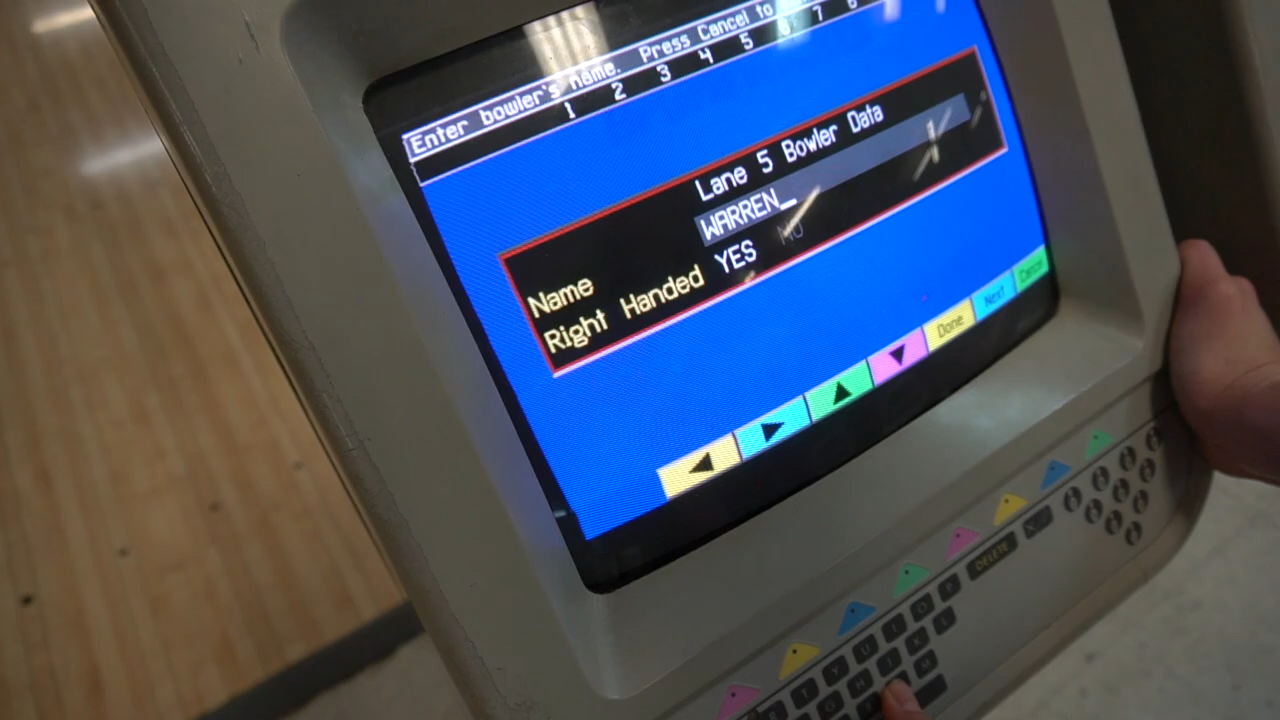 Enter bowler's name. Press Cancel to
1 2 3 4 5 6 7 8
Lane 5 Bowler Data
Name WARREN_
Right Handed YES NO
Done Next Cancel
DELETE
R T Y U I O P
G H J K L
M